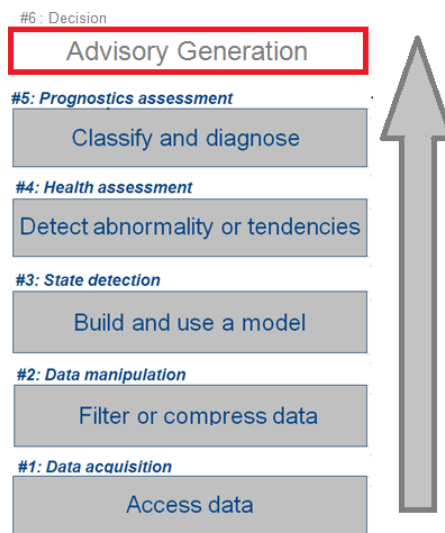 #6 : Decision
Advisory Generation
#5: Prognostics assessment
Classify and diagnose
#4: Health assessment
Detect abnormality or tendencies
#3: State detection
Build and use a model
#2: Data manipulation
Filter or compress data
#1: Data acquisition
Access data